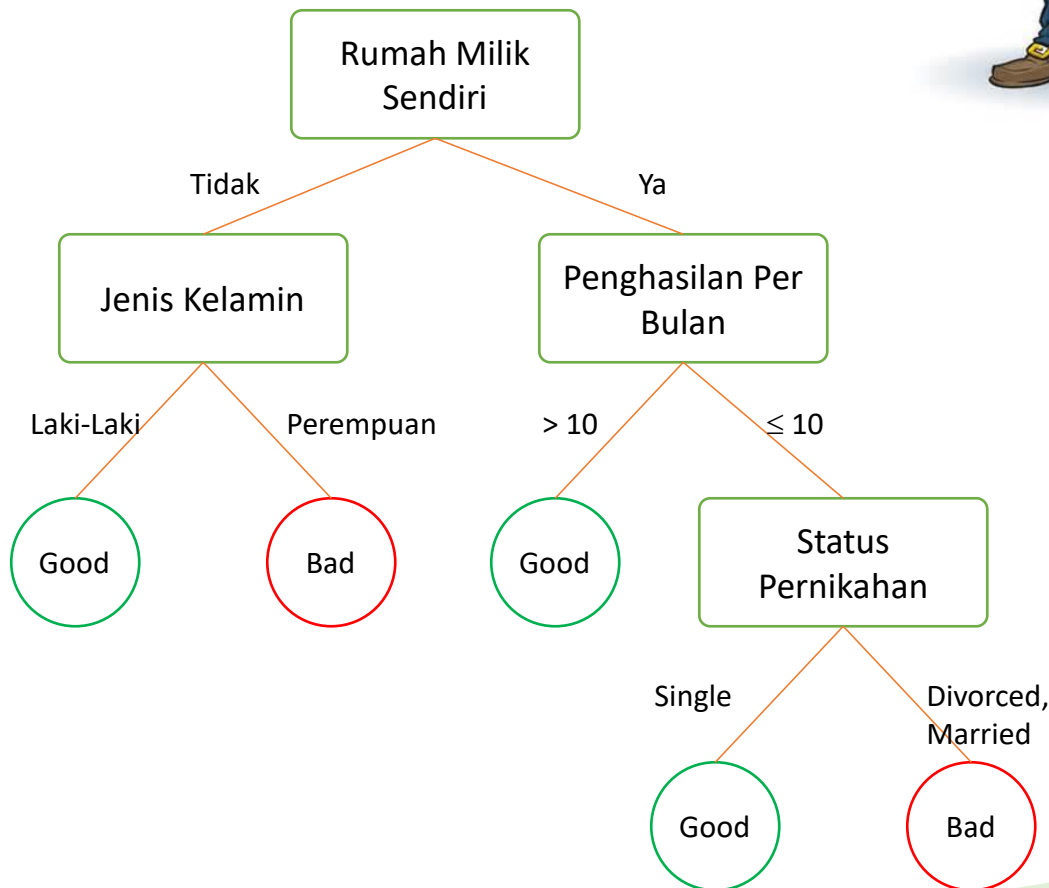 Rumah Milik
Sendiri
Tidak
Ya
Jenis Kelamin
Penghasilan Per
Bulan
Laki-Laki
Perempuan
> 10
≤ 10
Good
Bad
Good
Status
Pernikahan
Single
Divorced,
Married
Good
Bad